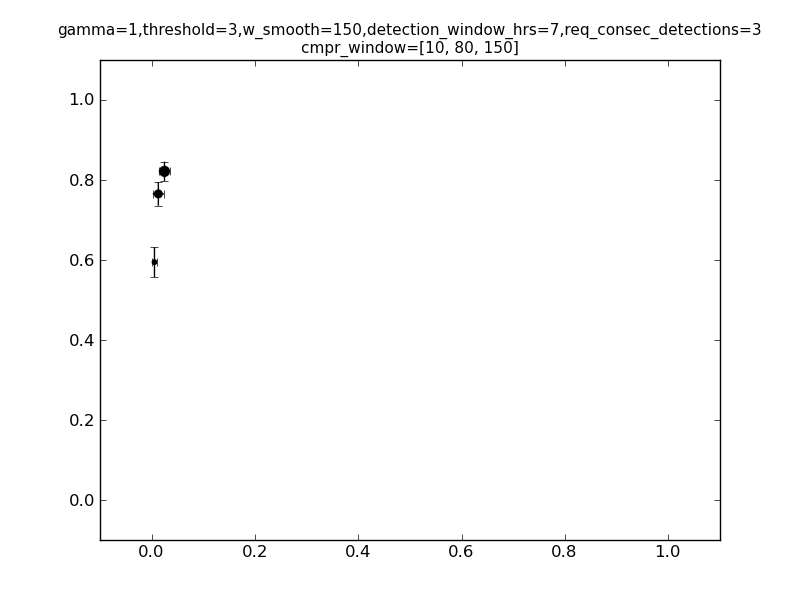 gamma=1,threshold=3,w_smooth=150,detection_window_hrs=7,req_consec_detections=3
cmpr_window=[10, 80, 150]
1.0
0.8
0.6
0.4
0.2
0.0
0.0 0.2 0.4 0.6 0.8 1.0